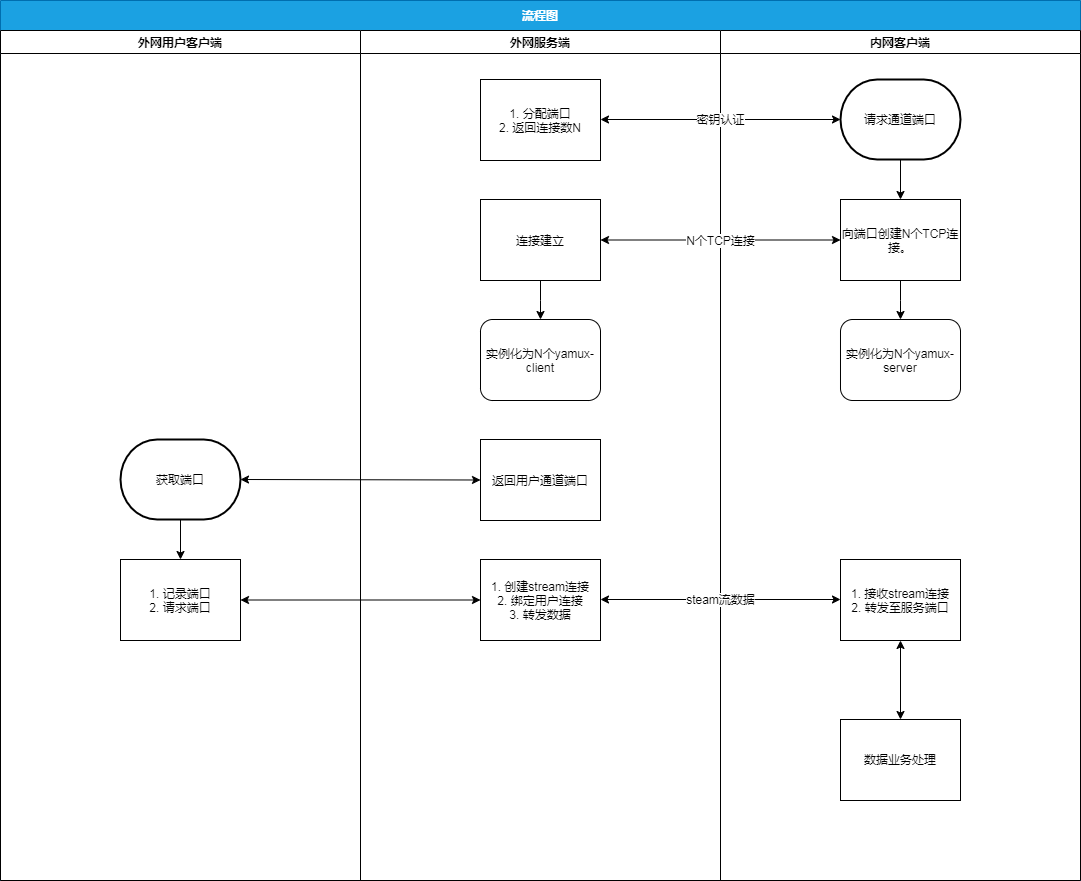 流程图
外网用户客户端
外网服务端
内网客户端
1. 分配端口
2. 返回连接数N
密钥认证
请求通道端口
连接建立
N个TCP连接
向端口创建N个TCP连
接。
实例化为N个yamux-
client
实例化为N个yamux-
server
获取端口
返回用户通道端口
1. 记录端口
2. 请求端口
1. 创建stream连接
2. 绑定用户连接
3. 转发数据
steam流数据
1. 接收stream连接
2. 转发至服务端口
数据业务处理